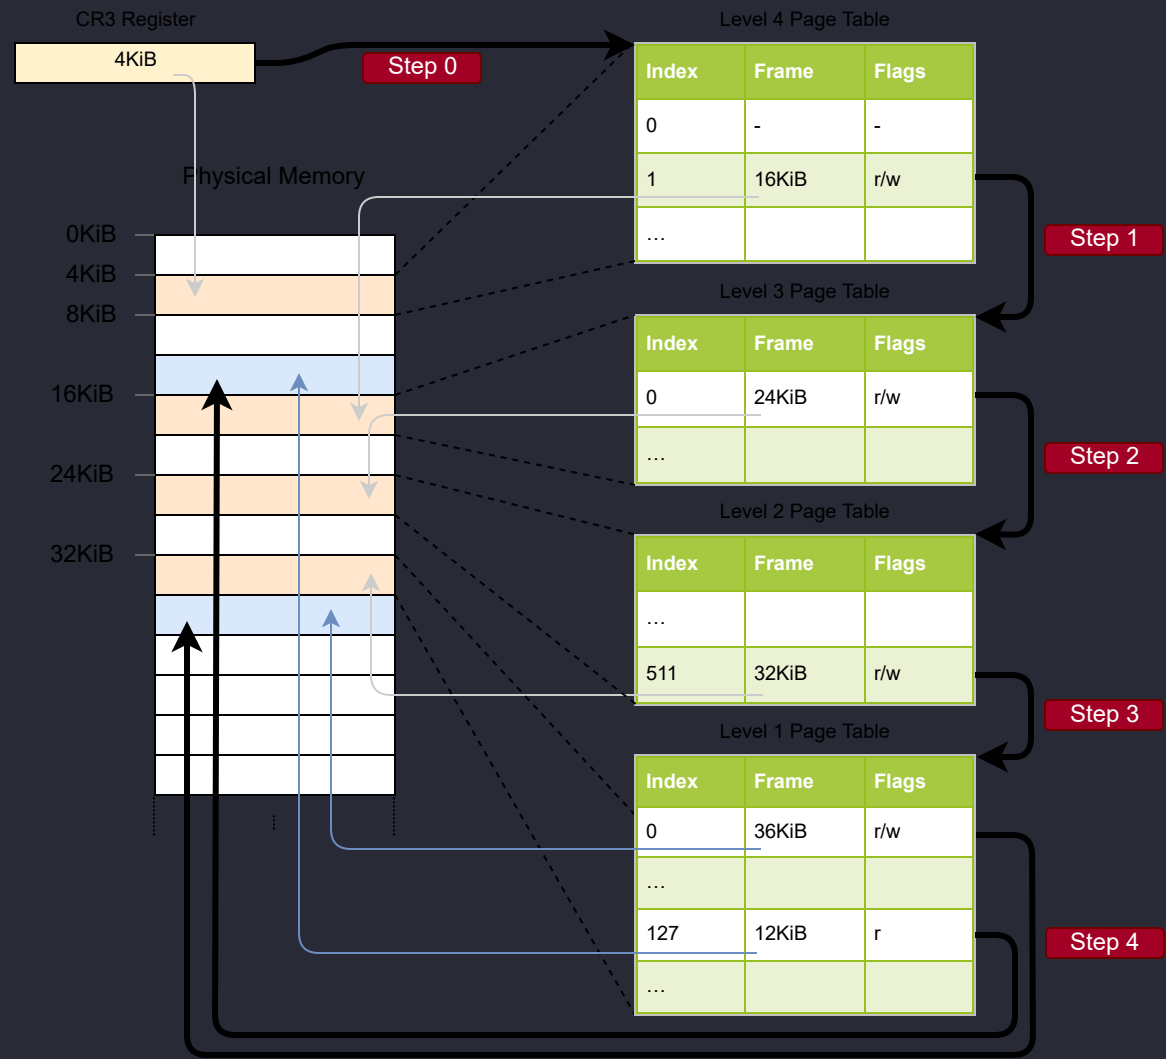 CR3 Register
4KiB
Step 0
Physical Memory
0KiB
4KiB
8KiB
16KiB
24KiB
32KiB
Level 4 Page Table
Index Frame Flags
0 - -
1 16KiB r/w
...
Step 1
Level 3 Page Table
Index Frame Flags
0 24KiB r/w
...
Step 2
Level 2 Page Table
Index Frame Flags
...
511 32KiB r/w
Step 3
Level 1 Page Table
Index Frame Flags
0 36KiB r/w
...
127 12KiB r
...
Step 4